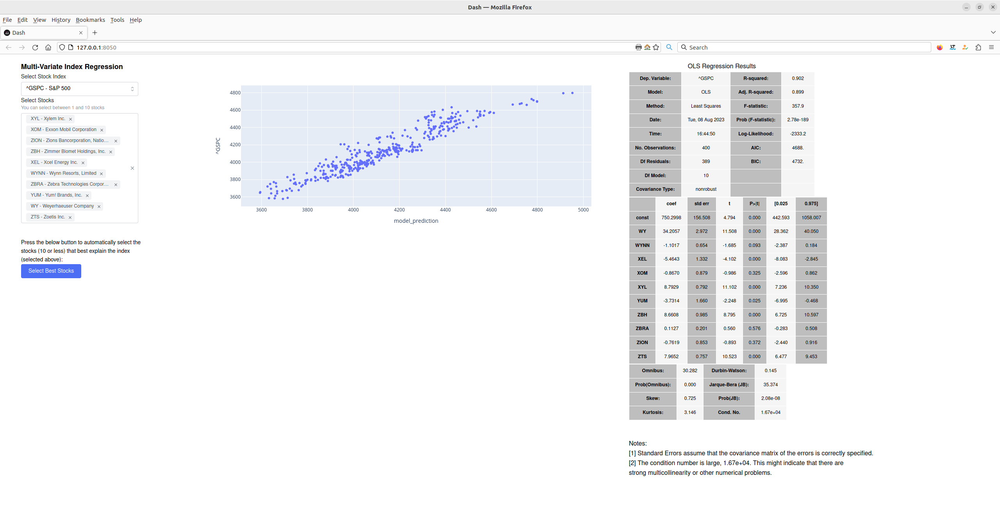 Dash — Mozilla Firefox
File Edit View History Bookmarks Tools Help
Dash
127.0.0.1:8050
Search
Multi-Variate Index Regression
Select Stock Index
^GSPC - S&P 500
Select Stocks
You can select between 1 and 10 stocks
XYL - Xylem Inc.
XOM - Exxon Mobil Corporation
ZION - Zions Bancorporation, Natio...
ZBH - Zimmer Biomet Holdings, Inc.
XEL - Xcel Energy Inc.
WYNN - Wynn Resorts, Limited
ZBRA - Zebra Technologies Corpor...
YUM - Yum! Brands, Inc.
WY - Weyerhaeuser Company
ZTS - Zoetis Inc.
Press the below button to automatically select the
stocks (10 or less) that best explain the index
(selected above):
Select Best Stocks
^GSPC
4800
4600
4400
4200
4000
3800
3600
3600 3800 4000 4200 4400 4600 4800 5000
model_prediction
OLS Regression Results
Dep. Variable: ^GSPC R-squared: 0.902
Model: OLS Adj. R-squared: 0.899
Method: Least Squares F-statistic: 357.9
Date: Tue, 08 Aug 2023 Prob (F-statistic): 2.78e-189
Time: 16:44:50 Log-Likelihood: -2333.2
No. Observations: 400 AIC: 4688.
Df Residuals: 389 BIC: 4732.
Df Model: 10
Covariance Type: nonrobust
coef std err t P>|t| [0.025 0.975]
const 750.2998 156.508 4.794 0.000 442.593 1058.007
WY 34.2057 2.972 11.508 0.000 28.362 40.050
WYNN -1.1017 0.654 -1.685 0.093 -2.387 0.184
XEL -5.4643 1.332 -4.102 0.000 -8.083 -2.845
XOM -0.8670 0.879 -0.986 0.325 -2.596 0.862
XYL 8.7929 0.792 11.102 0.000 7.236 10.350
YUM -3.7314 1.660 -2.248 0.025 -6.995 -0.468
ZBH 8.6608 0.985 8.795 0.000 6.725 10.597
ZBRA 0.1127 0.201 0.560 0.576 -0.283 0.508
ZION -0.7619 0.853 -0.893 0.372 -2.440 0.916
ZTS 7.9652 0.757 10.523 0.000 6.477 9.453
Omnibus: 30.282 Durbin-Watson: 0.145
Prob(Omnibus): 0.000 Jarque-Bera (JB): 35.374
Skew: 0.725 Prob(JB): 2.08e-08
Kurtosis: 3.146 Cond. No. 1.67e+04
Notes:
[1] Standard Errors assume that the covariance matrix of the errors is correctly specified.
[2] The condition number is large, 1.67e+04. This might indicate that there are
strong multicollinearity or other numerical problems.